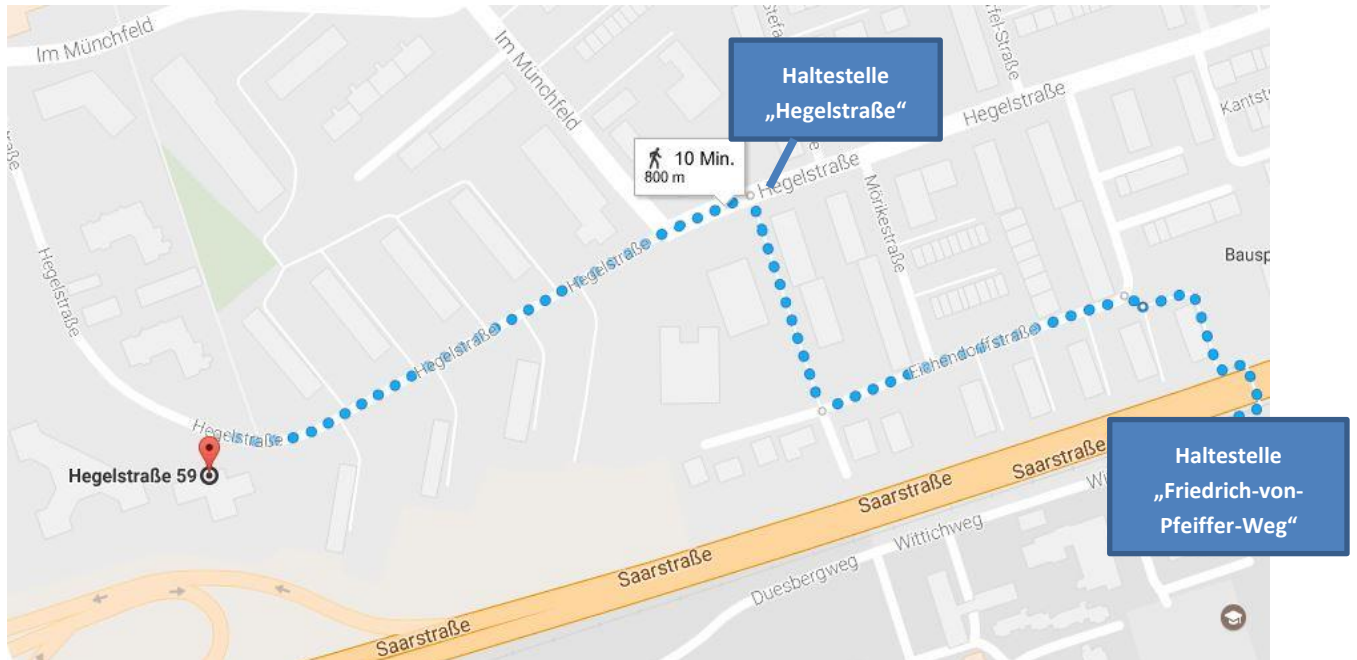 Im Münchfeld
Im Münchfeld
Haltestelle
„Hegelstraße“
Hegelstraße
Kantst
10 Min.
800 m
Hegelstraße
Mörikestraße
Hegelstraße
Hegelstraße
Bausp
Hegelstraße
Eichendorffstraße
Hegelstraße
Hegelstraße 59
Haltestelle
„Friedrich-von-
Pfeiffer-Weg“
Saarstraße
Saarstraße
Wittichweg
Saarstraße
Duesbergweg
Saarstraße